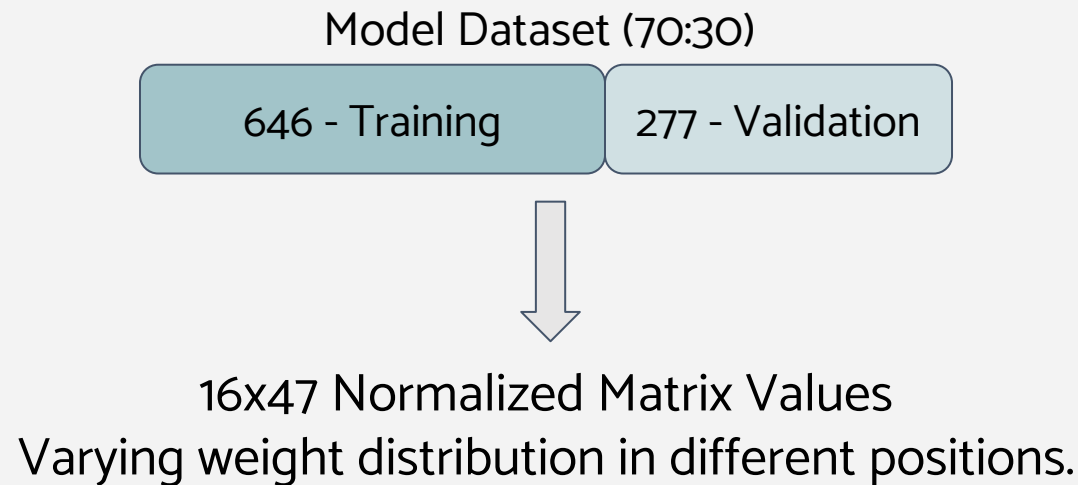 Model Dataset (70:30)
646 - Training
277 - Validation
16x47 Normalized Matrix Values
Varying weight distribution in different positions.